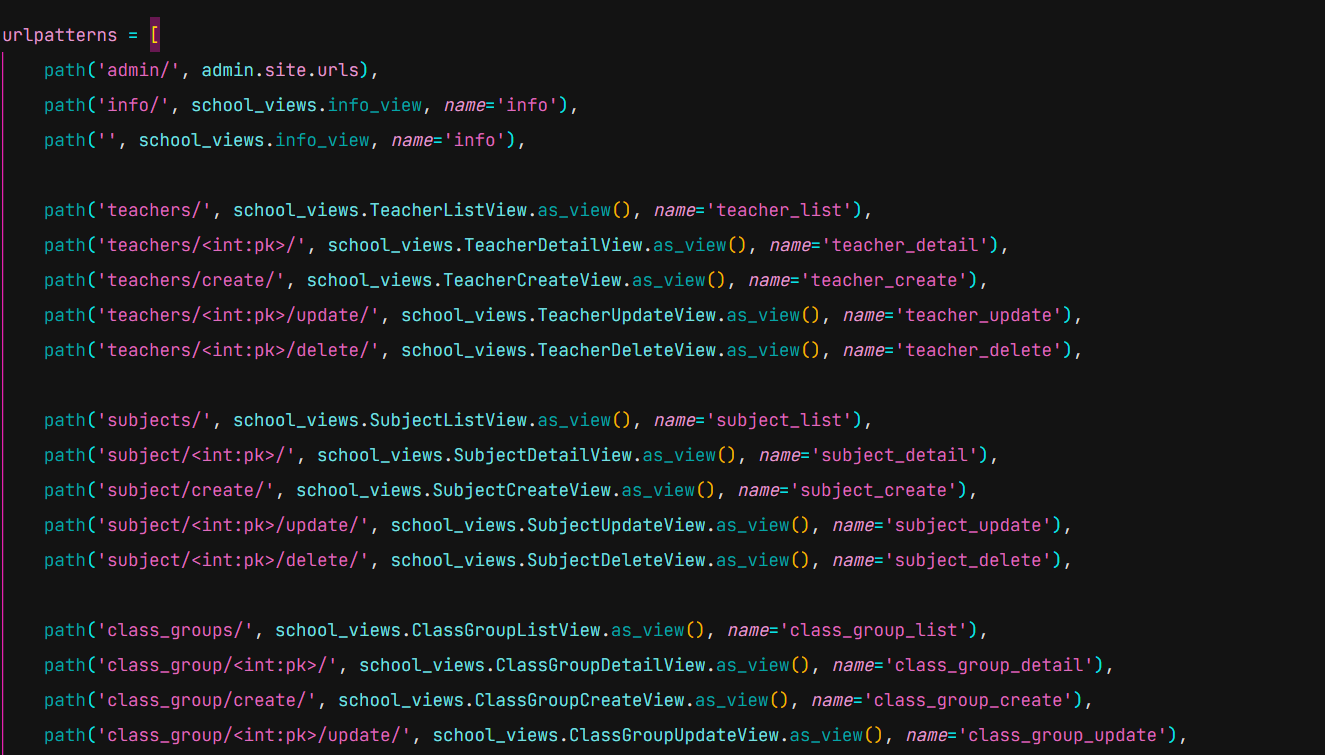 urlpatterns = [
path('admin/', admin.site.urls),
path('info/', school_views.info_view, name='info'),
path('', school_views.info_view, name='info'),
path('teachers/', school_views.TeacherListView.as_view(), name='teacher_list'),
path('teachers/<int:pk>/', school_views.TeacherDetailView.as_view(), name='teacher_detail'),
path('teachers/create/', school_views.TeacherCreateView.as_view(), name='teacher_create'),
path('teachers/<int:pk>/update/', school_views.TeacherUpdateView.as_view(), name='teacher_update'),
path('teachers/<int:pk>/delete/', school_views.TeacherDeleteView.as_view(), name='teacher_delete'),
path('subjects/', school_views.SubjectListView.as_view(), name='subject_list'),
path('subject/<int:pk>/', school_views.SubjectDetailView.as_view(), name='subject_detail'),
path('subject/create/', school_views.SubjectCreateView.as_view(), name='subject_create'),
path('subject/<int:pk>/update/', school_views.SubjectUpdateView.as_view(), name='subject_update'),
path('subject/<int:pk>/delete/', school_views.SubjectDeleteView.as_view(), name='subject_delete'),
path('class_groups/', school_views.ClassGroupListView.as_view(), name='class_group_list'),
path('class_group/<int:pk>/', school_views.ClassGroupDetailView.as_view(), name='class_group_detail'),
path('class_group/create/', school_views.ClassGroupCreateView.as_view(), name='class_group_create'),
path('class_group/<int:pk>/update/', school_views.ClassGroupUpdateView.as_view(), name='class_group_update'),